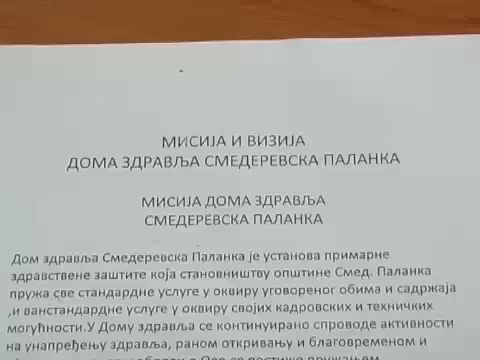 МИСИЈА И ВИЗИЈА
ДОМА ЗДРАВЉА СМЕДЕРЕВСКА ПАЛАНКА
МИСИЈА ДОМА ЗДРАВЉА
СМЕДЕРЕВСКА ПАЛАНКА
Дом здравља Смедеревска Паланка је установа примарне
здравствене заштите која становништву општине Смед. Паланка
пружа све стандардне услуге у оквиру уговореног обима и садржаја
,и ванстандардне услуге у оквиру својих кадровских и техничких
могућности.У Дому здравља се континуирано спроводе активности
на унапређењу здравља, раном откривању и благовременом и